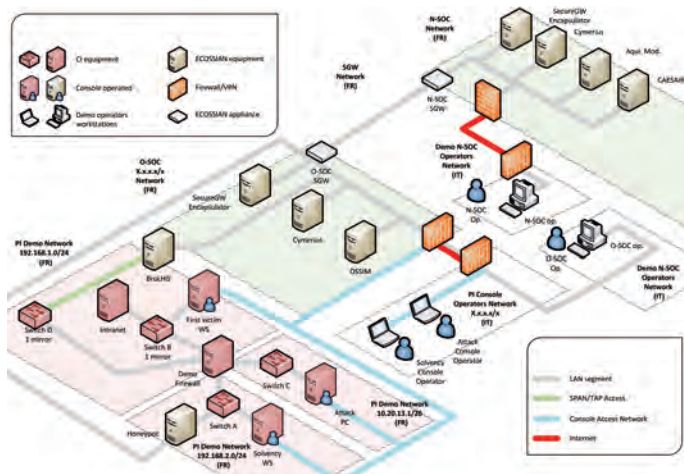 CI equipment
ECOSSIAN equipment
Console operated
Firewall/VPN
Demo operators
workstations
ECOSSIAN appliance
N-SOC
Network
(FR)
SecureGW
Encapsulator
Cymerius
Aqui. Mod.
CAESAIR
SGW
Network
(FR)
N-SOC
SGW
O-SOC
X.x.x.x/x
Network
(FR)
O-SOC
SGW
Demo N-SOC
Operators
Network
(IT)
SecureGW
Encapsulator
Cymerius
OSSIM
N-SOC
Op.
N-SOC op.
O-SOC
Op
O-SOC op.
Demo N-SOC
Operators
Network
(IT)
PI Demo Network
192.168.1.0/24
(FR)
BroLHG
Switch D
1 mirror
Intranet
Switch B
1 mirror
First victim
WS
PI Console
Operators Network
X.x.x.x/x
(IT)
Solvency
Console
Operator
Attack
Console
Operator
Demo
Firewall
Switch C
Attack
PC
PI Demo Network
10.20.13.1/26
(FR)
Switch A
Honeypot
Solvency
WS
PI Demo Network
192.168.2.0/24
(FR)
LAN segment
SPAN/TAP Access
Console Access Network
Internet